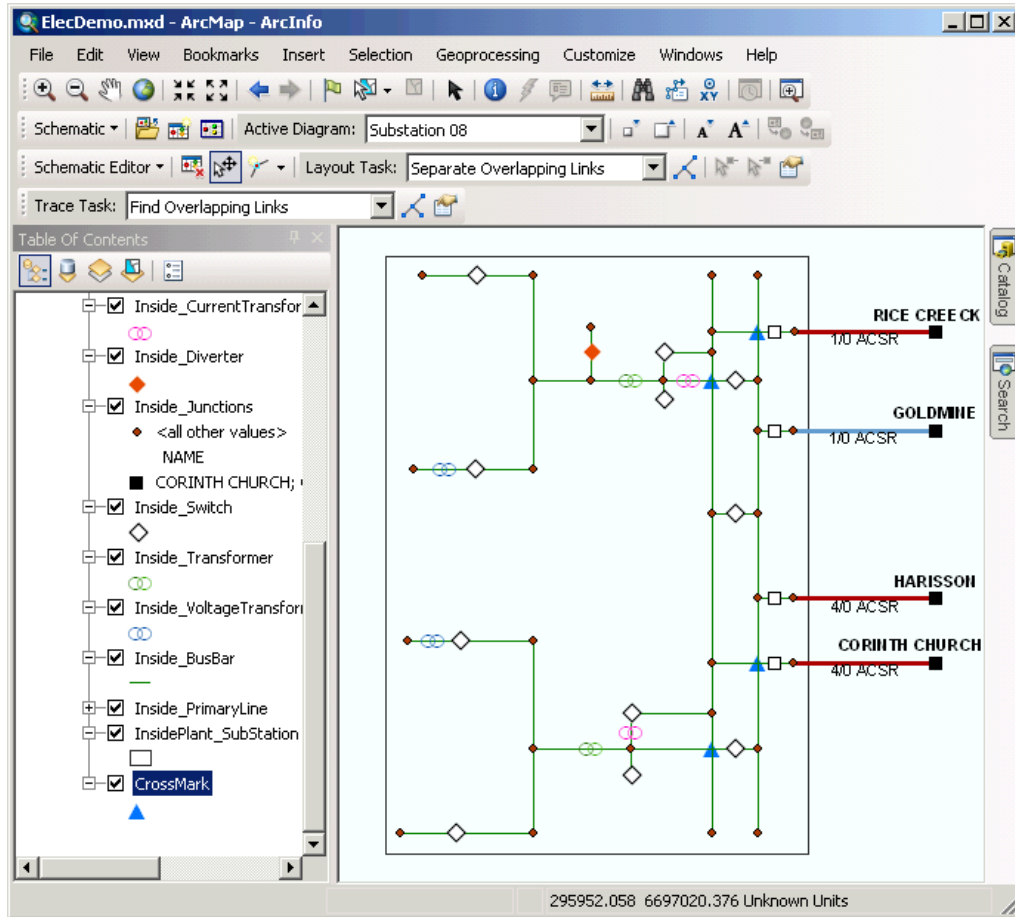 ElecDemo.mxd - ArcMap - ArcInfo
File Edit View Bookmarks Insert Selection Geoprocessing Customize Windows Help
XY
Schematic Active Diagram: Substation 08 A A
Schematic Editor Layout Task: Separate Overlapping Links
Trace Task: Find Overlapping Links
Table Of Contents
Inside_CurrentTransfor
Inside_Diverter
Inside_Junctions
<all other values>
NAME
CORINTH CHURCH;
Inside_Switch
Inside_Transformer
Inside_VoltageTransfor
Inside_BusBar
Inside_PrimaryLine
InsidePlant_SubStation
CrossMark
RICE CREECK
1/0 ACSR
GOLDMINE
1/0 ACSR
HARISSON
4/0 ACSR
CORINTH CHURCH
4/0 ACSR
Catalog
Search
295952.058 6697020.376 Unknown Units